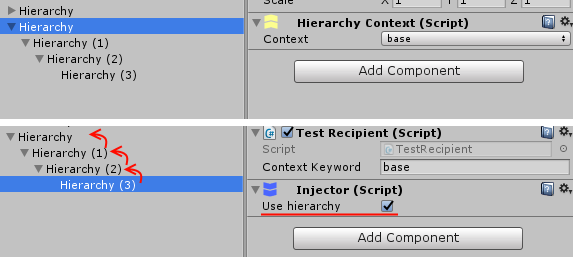 Hierarchy
Hierarchy
Hierarchy (1)
Hierarchy (2)
Hierarchy (3)
Scale X 1 Y 1 Z 1
Hierarchy Context (Script)
Context base
Add Component
Hierarchy
Hierarchy (1)
Hierarchy (2)
Hierarchy (3)
Test Recipient (Script)
Script TestRecipient
Context Keyword base
Injector (Script)
Use hierarchy
Add Component